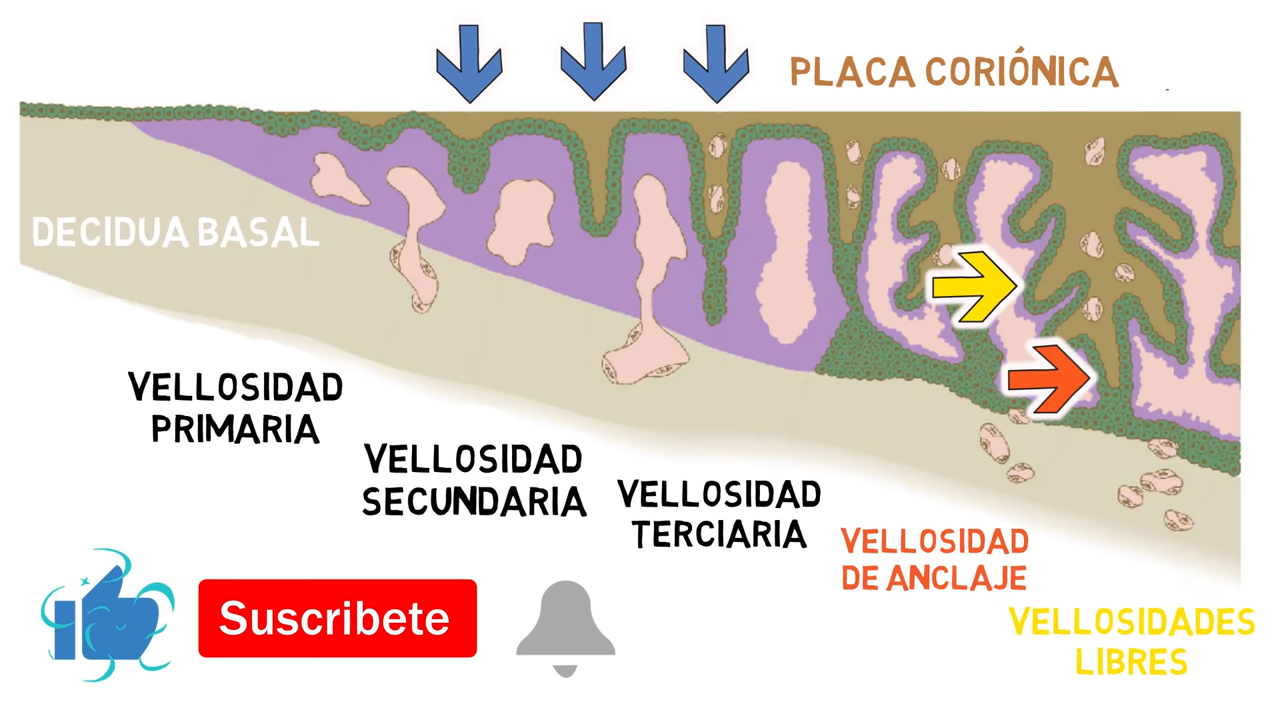 PLACA CORIÓNICA
DECIDUA BASAL
VELLOSIDAD
PRIMARIA
VELLOSIDAD
SECUNDARIA
VELLOSIDAD
TERCIARIA
VELLOSIDAD
DE ANCLAJE
VELLOSIDADES
LIBRES
Suscribete